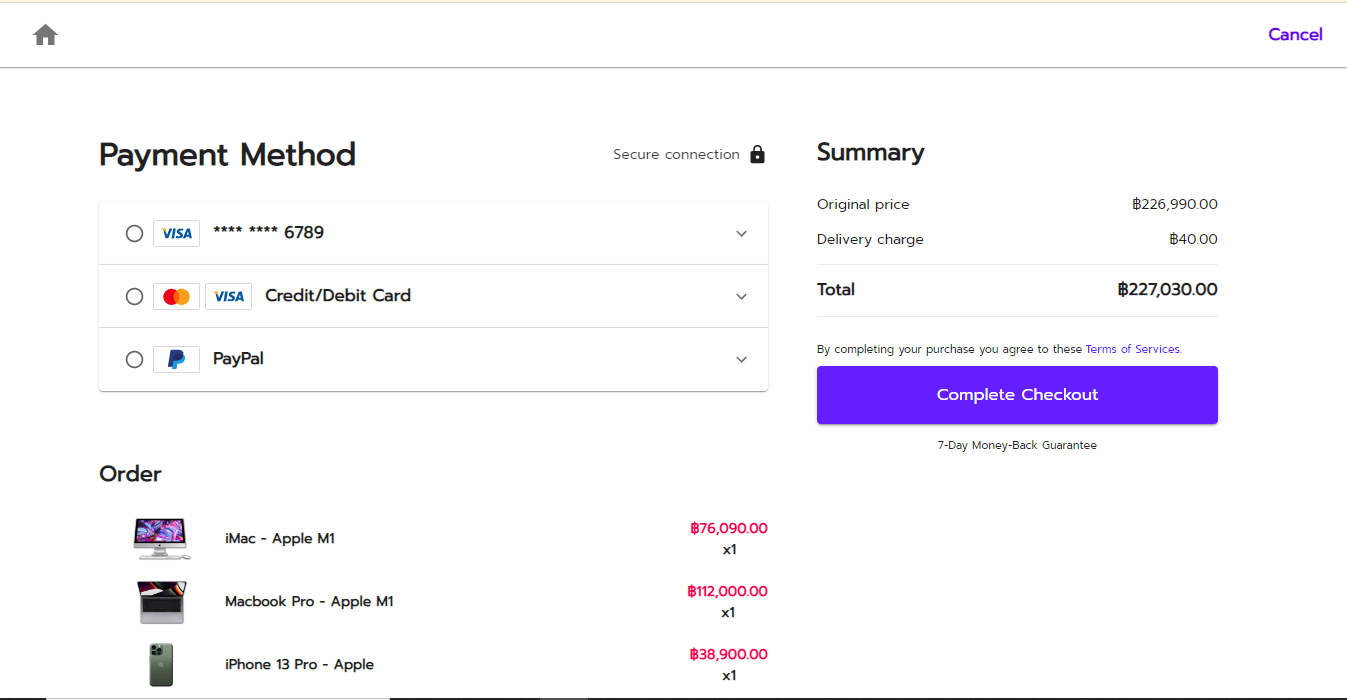 Cancel
Payment Method
Secure connection
VISA **** **** 6789
VISA Credit/Debit Card
PayPal
Order
iMac - Apple M1
฿76,090.00
x1
Macbook Pro - Apple M1
฿112,000.00
x1
iPhone 13 Pro - Apple
฿38,900.00
x1
Summary
Original price ฿226,990.00
Delivery charge ฿40.00
Total ฿227,030.00
By completing your purchase you agree to these Terms of Services.
Complete Checkout
7-Day Money-Back Guarantee